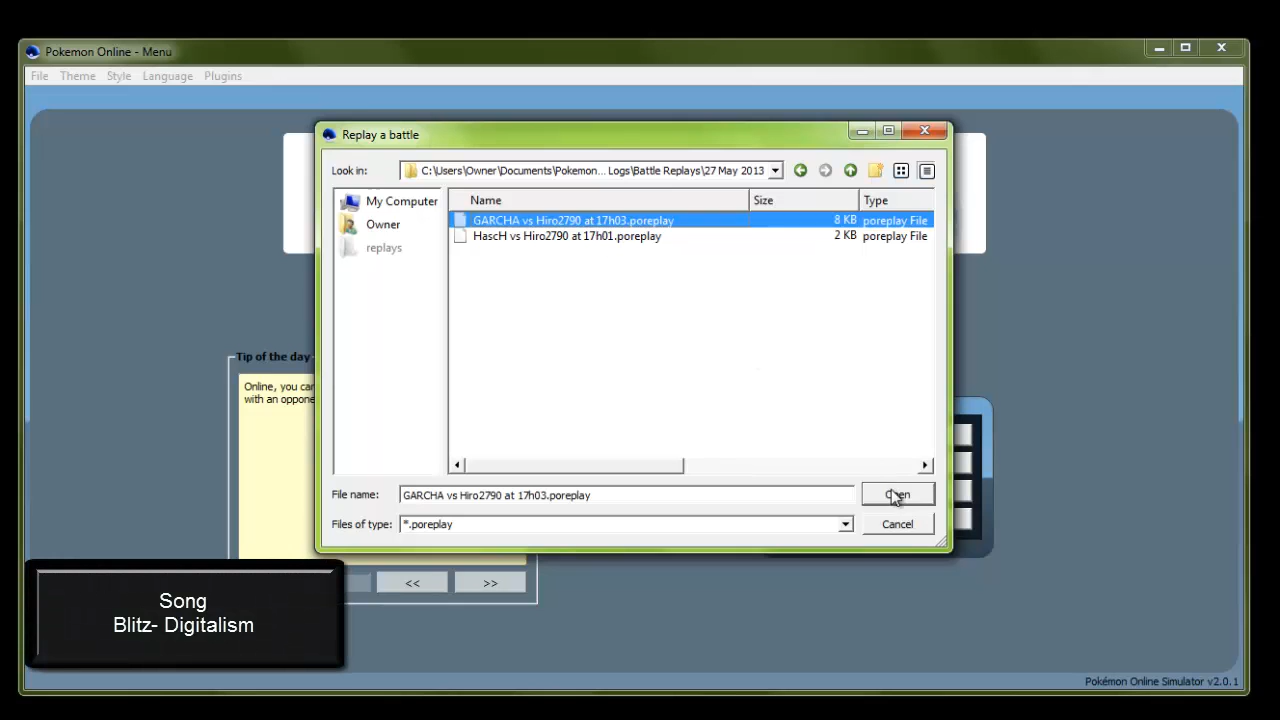 Pokemon Online - Menu
File Theme Style Language Plugins
Replay a battle
Look in: C:\Users\Owner\Documents\Pokemon... Logs\Battle Replays\27 May 2013
My Computer
Owner
replays
Name Size Type
GARCHA vs Hiro2790 at 17h03.poreplay 8 KB poreplay File
HascH vs Hiro2790 at 17h01.poreplay 2 KB poreplay File
Tip of the day
Online, you can
with an oppone
File name: GARCHA vs Hiro2790 at 17h03.poreplay Open
Files of type: *.poreplay Cancel
<< >>
Song
Blitz- Digitalism
Pokémon Online Simulator v2.0.1